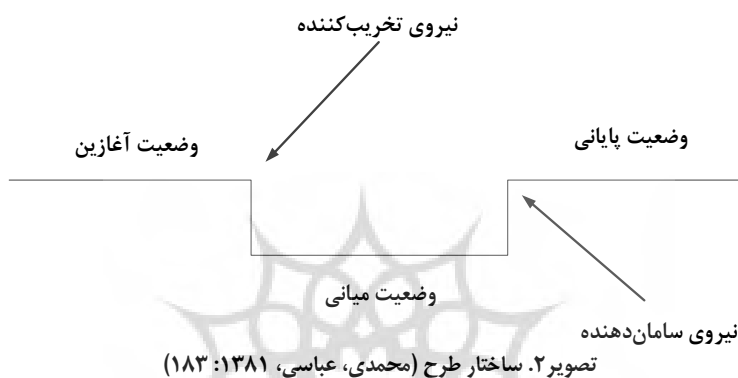 نیروی تخریب‌کننده
وضعیت پایانی
وضعیت آغازین
وضعیت میانی
نیروی سامان‌دهنده
تصویر۲. ساختار طرح (محمدی، عباسی، ۱۳۸۱: ۱۸۳)